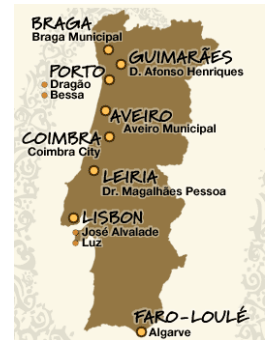 BRAGA
Braga Municipal
GUIMARÃES
D. Afonso Henriques
PORTO
Dragão
Bessa
AVEIRO
Aveiro Municipal
COIMBRA
Coimbra City
LEIRIA
Dr. Magalhães Pessoa
LISBON
José Alvalade
Luz
FARO-LOULÉ
Algarve